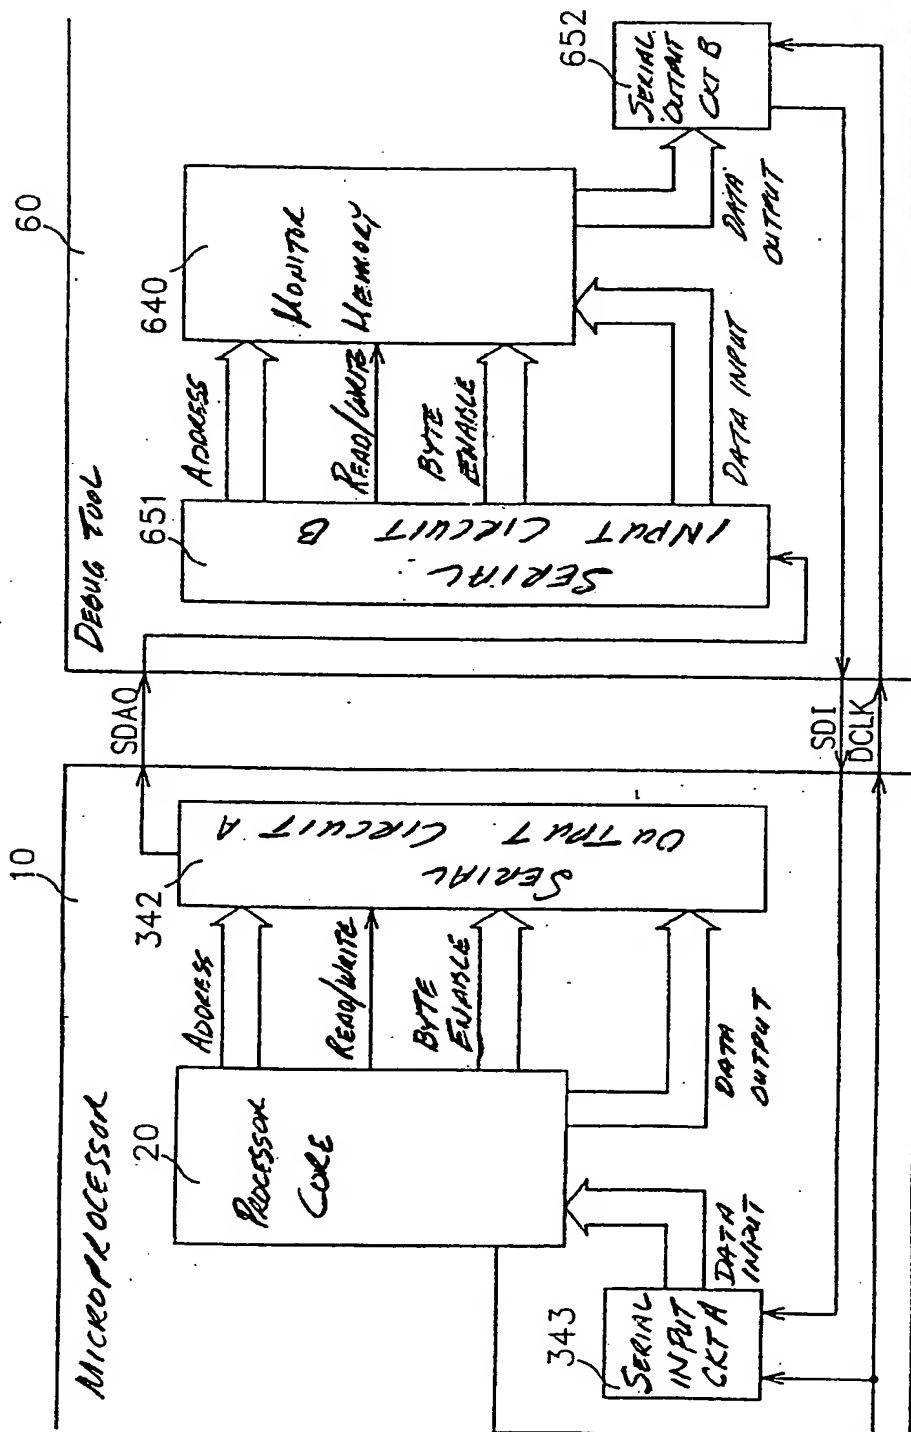 MICROPROCESSOR
10
20
PROCESSOR
CORE
ADDRESS
READ/WRITE
BYTE
ENABLE
DATA
OUTPUT
DATA
INPUT
343
SERIAL
INPUT
CKT A
342
SERIAL
OUTPUT CIRCUIT A
SDAO
SDI
DCLK
DEBUG TOOL
60
651
SERIAL
INPUT CIRCUIT B
ADDRESS
READ/WRITE
BYTE
ENABLE
DATA INPUT
640
MONITOR
MEMORY
DATA
OUTPUT
652
SERIAL
OUTPUT
CKT B